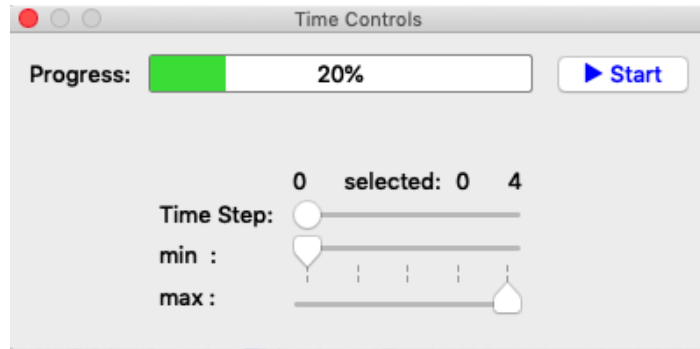 Time Controls
Progress: 20% Start
0 selected: 0 4
Time Step:
min :
max :